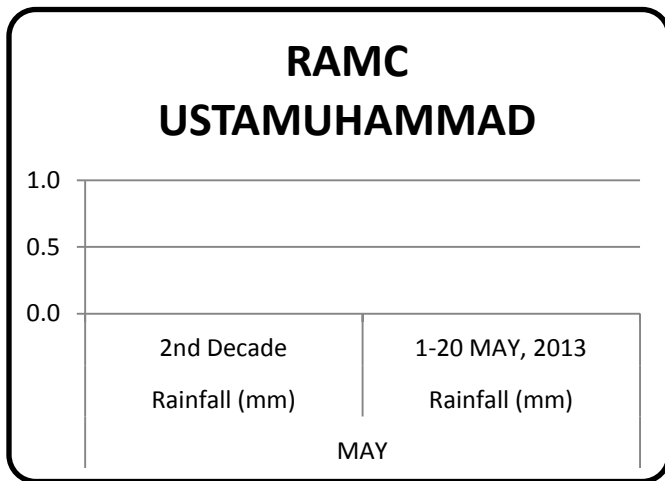 RAMC
USTAMUHAMMAD
1.0
0.5
0.0
2nd Decade
1-20 MAY, 2013
Rainfall (mm)
Rainfall (mm)
MAY